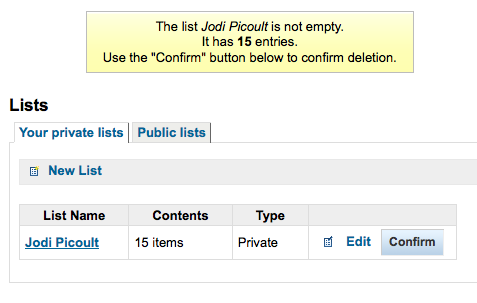 The list Jodi Picoult is not empty.
It has 15 entries.
Use the "Confirm" button below to confirm deletion.
Lists
Your private lists Public lists
New List
List Name Contents Type
Jodi Picoult 15 items Private Edit Confirm